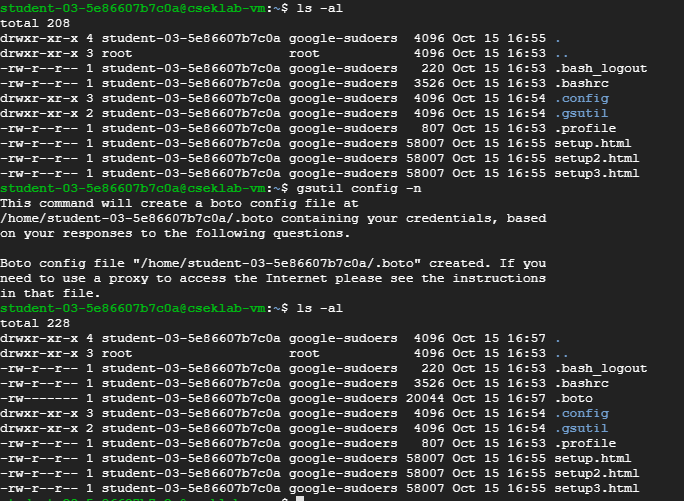 student-03-5e86607b7c0a@cseklab-vm:~$ ls -al
total 208
drwxr-xr-x 4 student-03-5e86607b7c0a google-sudoers  4096 Oct 15 16:55 .
drwxr-xr-x 3 root                    root            4096 Oct 15 16:53 ..
-rw-r--r-- 1 student-03-5e86607b7c0a google-sudoers   220 Oct 15 16:53 .bash_logout
-rw-r--r-- 1 student-03-5e86607b7c0a google-sudoers  3526 Oct 15 16:53 .bashrc
drwxr-xr-x 3 student-03-5e86607b7c0a google-sudoers  4096 Oct 15 16:54 .config
drwxr-xr-x 2 student-03-5e86607b7c0a google-sudoers  4096 Oct 15 16:54 .gsutil
-rw-r--r-- 1 student-03-5e86607b7c0a google-sudoers   807 Oct 15 16:53 .profile
-rw-r--r-- 1 student-03-5e86607b7c0a google-sudoers 58007 Oct 15 16:55 setup.html
-rw-r--r-- 1 student-03-5e86607b7c0a google-sudoers 58007 Oct 15 16:55 setup2.html
-rw-r--r-- 1 student-03-5e86607b7c0a google-sudoers 58007 Oct 15 16:55 setup3.html
student-03-5e86607b7c0a@cseklab-vm:~$ gsutil config -n
This command will create a boto config file at
/home/student-03-5e86607b7c0a/.boto containing your credentials, based
on your responses to the following questions.
Boto config file "/home/student-03-5e86607b7c0a/.boto" created. If you
need to use a proxy to access the Internet please see the instructions
in that file.
student-03-5e86607b7c0a@cseklab-vm:~$ ls -al
total 228
drwxr-xr-x 4 student-03-5e86607b7c0a google-sudoers  4096 Oct 15 16:57 .
drwxr-xr-x 3 root                    root            4096 Oct 15 16:53 ..
-rw-r--r-- 1 student-03-5e86607b7c0a google-sudoers   220 Oct 15 16:53 .bash_logout
-rw-r--r-- 1 student-03-5e86607b7c0a google-sudoers  3526 Oct 15 16:53 .bashrc
-rw------- 1 student-03-5e86607b7c0a google-sudoers 20044 Oct 15 16:57 .boto
drwxr-xr-x 3 student-03-5e86607b7c0a google-sudoers  4096 Oct 15 16:54 .config
drwxr-xr-x 2 student-03-5e86607b7c0a google-sudoers  4096 Oct 15 16:54 .gsutil
-rw-r--r-- 1 student-03-5e86607b7c0a google-sudoers   807 Oct 15 16:53 .profile
-rw-r--r-- 1 student-03-5e86607b7c0a google-sudoers 58007 Oct 15 16:55 setup.html
-rw-r--r-- 1 student-03-5e86607b7c0a google-sudoers 58007 Oct 15 16:55 setup2.html
-rw-r--r-- 1 student-03-5e86607b7c0a google-sudoers 58007 Oct 15 16:55 setup3.html
student-03-5e86607b7c0a@cseklab-vm:~$